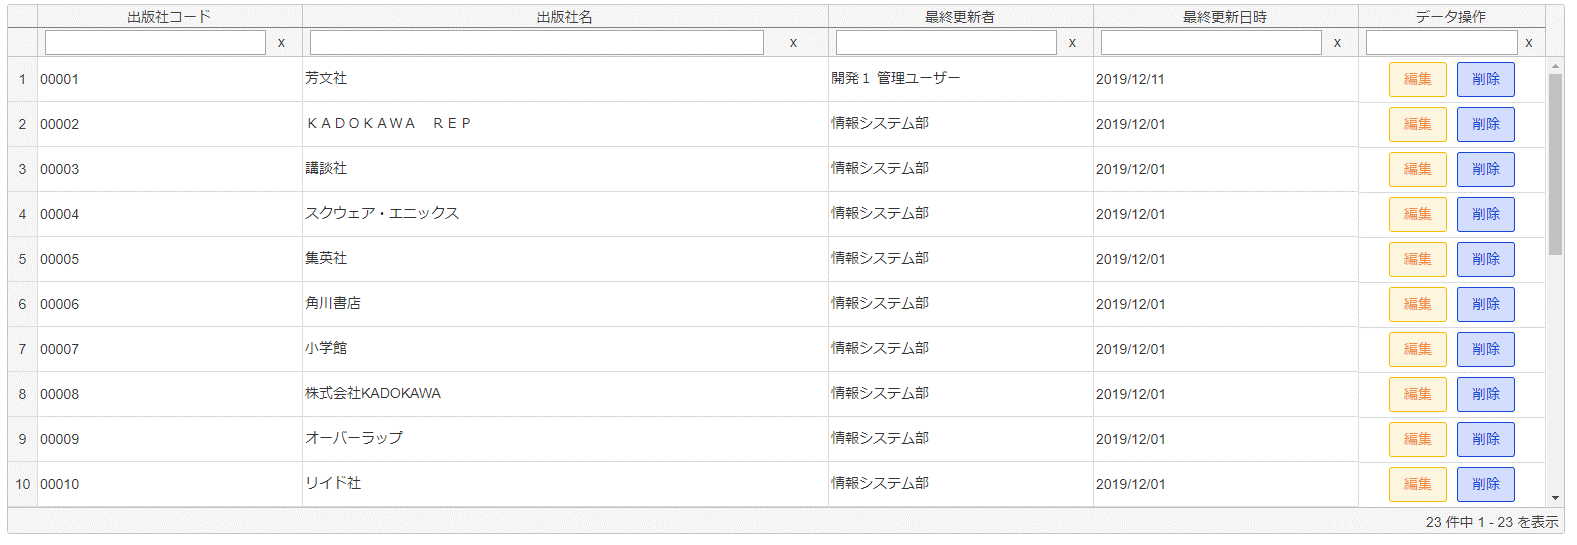 出版社コード 出版社名 最終更新者 最終更新日時 データ操作
x x x x x
1 00001 芳文社 開発１ 管理ユーザー 2019/12/11 編集 削除
2 00002 ＫＡＤＯＫＡＷＡ　ＲＥＰ 情報システム部 2019/12/01 編集 削除
3 00003 講談社 情報システム部 2019/12/01 編集 削除
4 00004 スクウェア・エニックス 情報システム部 2019/12/01 編集 削除
5 00005 集英社 情報システム部 2019/12/01 編集 削除
6 00006 角川書店 情報システム部 2019/12/01 編集 削除
7 00007 小学館 情報システム部 2019/12/01 編集 削除
8 00008 株式会社KADOKAWA 情報システム部 2019/12/01 編集 削除
9 00009 オーバーラップ 情報システム部 2019/12/01 編集 削除
10 00010 リイド社 情報システム部 2019/12/01 編集 削除
23 件中 1 - 23 を表示